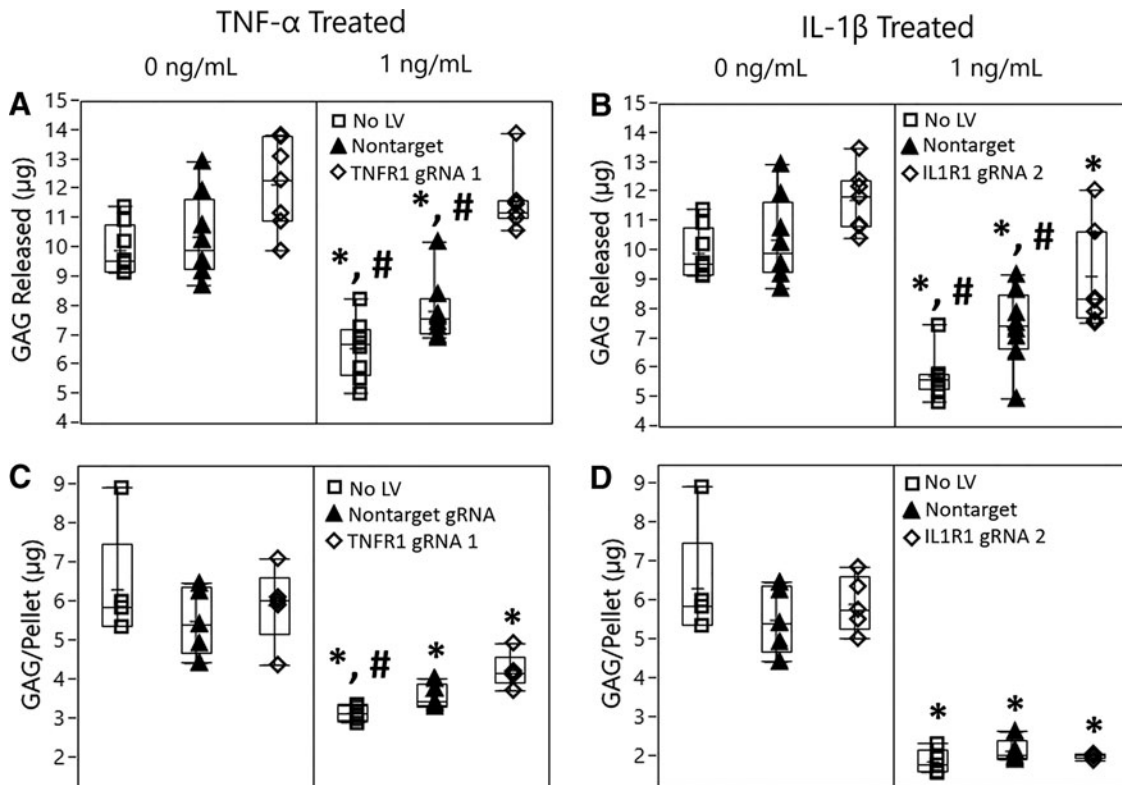 TNF-α Treated
IL-1β Treated
0 ng/mL
1 ng/mL
0 ng/mL
1 ng/mL
A
GAG Released (µg)
15
14
13
12
11
10
9
8
7
6
5
4
No LV
Nontarget
TNFR1 gRNA 1
*, #
*, #
B
GAG Released (µg)
15
14
13
12
11
10
9
8
7
6
5
4
No LV
Nontarget
IL1R1 gRNA 2
*, #
*, #
*
C
GAG/Pellet (µg)
9
8
7
6
5
4
3
2
No LV
Nontarget gRNA
TNFR1 gRNA 1
*, #
*
*
D
GAG/Pellet (µg)
9
8
7
6
5
4
3
2
No LV
Nontarget
IL1R1 gRNA 2
*
*
*